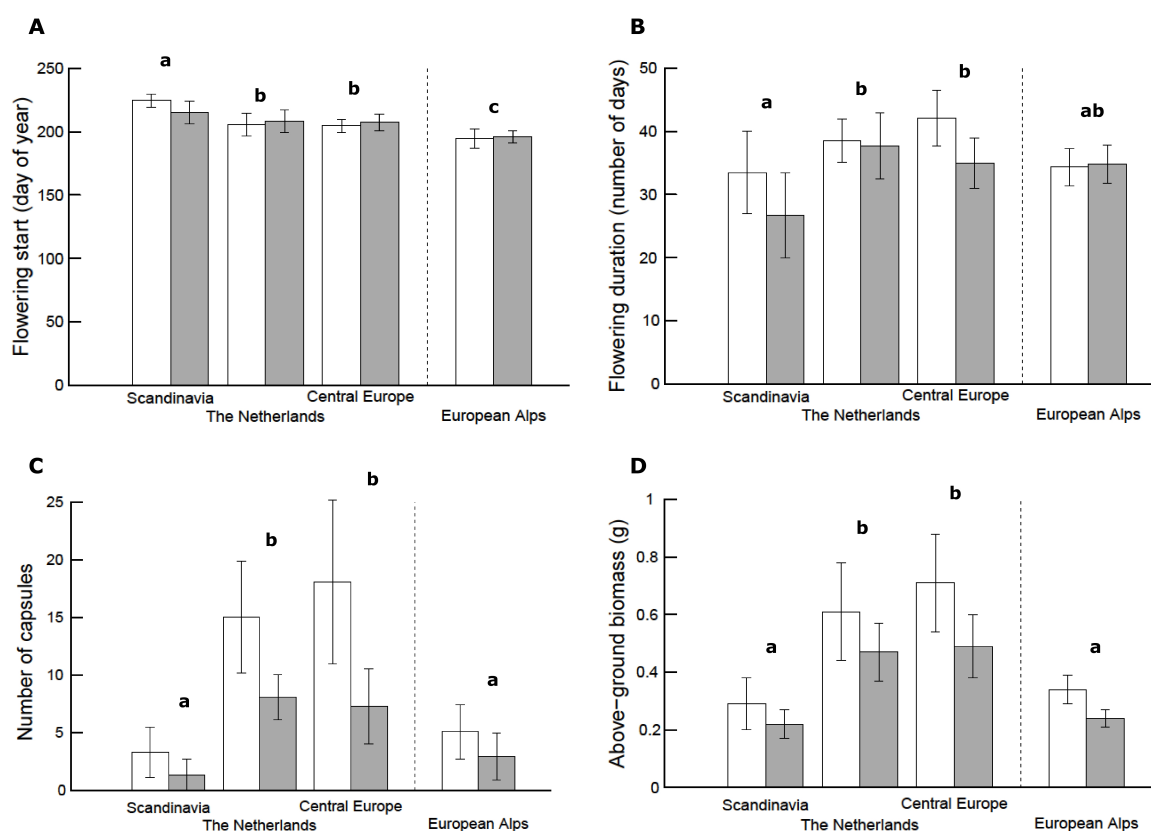 A
Flowering start (day of year)
250
200
150
100
50
0
a
b
b
c
Scandinavia
The Netherlands
Central Europe
European Alps
B
Flowering duration (number of days)
50
40
30
20
10
0
a
b
b
ab
Scandinavia
The Netherlands
Central Europe
European Alps
C
Number of capsules
25
20
15
10
5
0
a
b
b
a
Scandinavia
The Netherlands
Central Europe
European Alps
D
Above−ground biomass (g)
1
0.8
0.6
0.4
0.2
0
a
b
b
a
Scandinavia
The Netherlands
Central Europe
European Alps